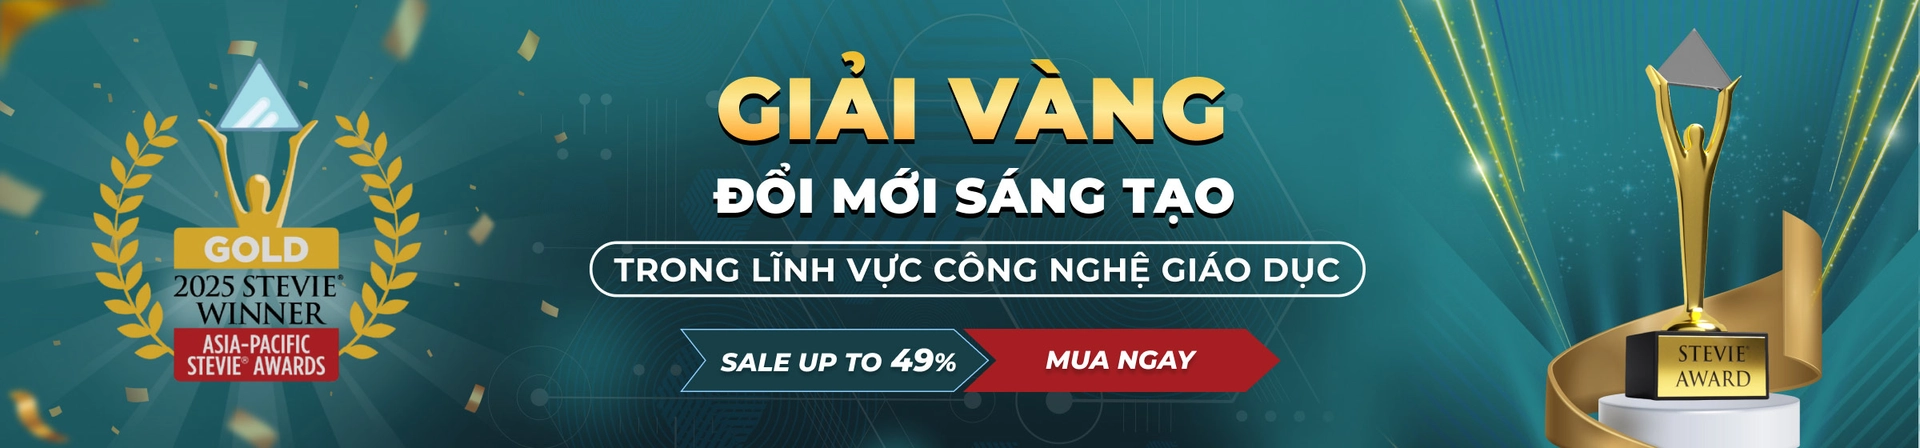 GOLD
2025 STEVIE®
WINNER
ASIA-PACIFIC
STEVIE® AWARDS
GIẢI VÀNG
ĐỔI MỚI SÁNG TẠO
TRONG LĨNH VỰC CÔNG NGHỆ GIÁO DỤC
SALE UP TO 49%
MUA NGAY
STEVIE®
AWARD